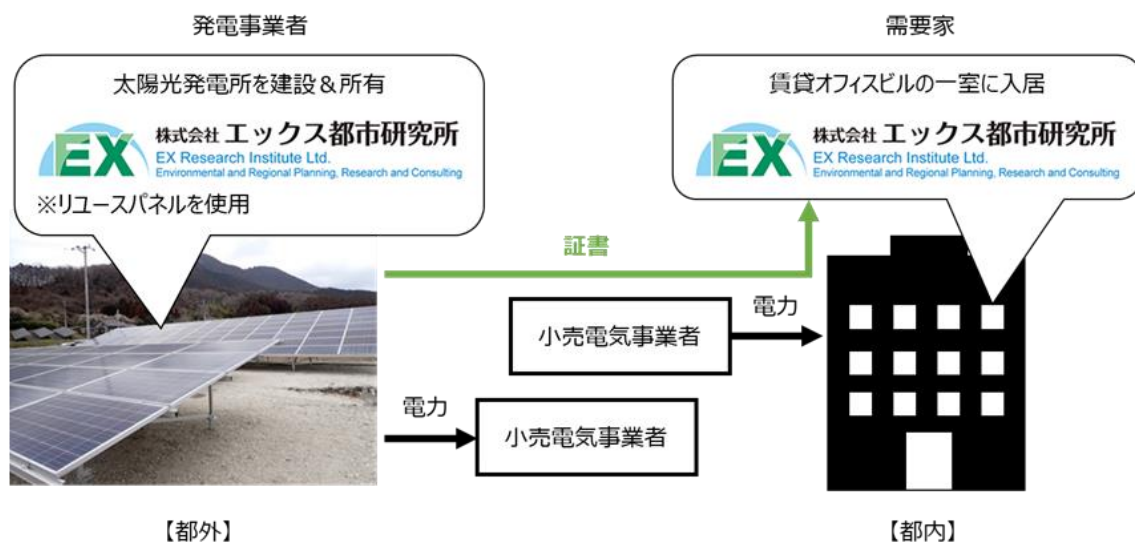 発電事業者
需要家
太陽光発電所を建設＆所有
株式会社 エックス都市研究所
EX
EX Research Institute Ltd.
Environmental and Regional Planning, Research and Consulting
※リユースパネルを使用
賃貸オフィスビルの一室に入居
株式会社 エックス都市研究所
EX
EX Research Institute Ltd.
Environmental and Regional Planning, Research and Consulting
証書
小売電気事業者
電力
電力
小売電気事業者
【都外】
【都内】